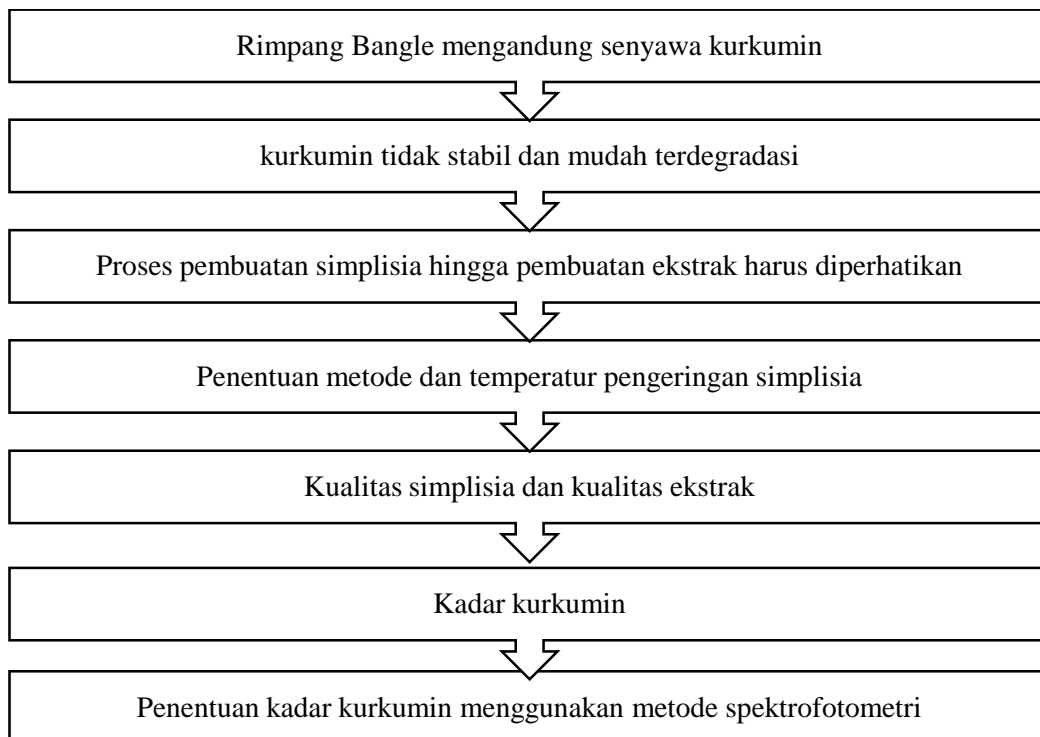 Rimpang Bangle mengandung senyawa kurkumin
kurkumin tidak stabil dan mudah terdegradasi
Proses pembuatan simplisia hingga pembuatan ekstrak harus diperhatikan
Penentuan metode dan temperatur pengeringan simplisia
Kualitas simplisia dan kualitas ekstrak
Kadar kurkumin
Penentuan kadar kurkumin menggunakan metode spektrofotometri